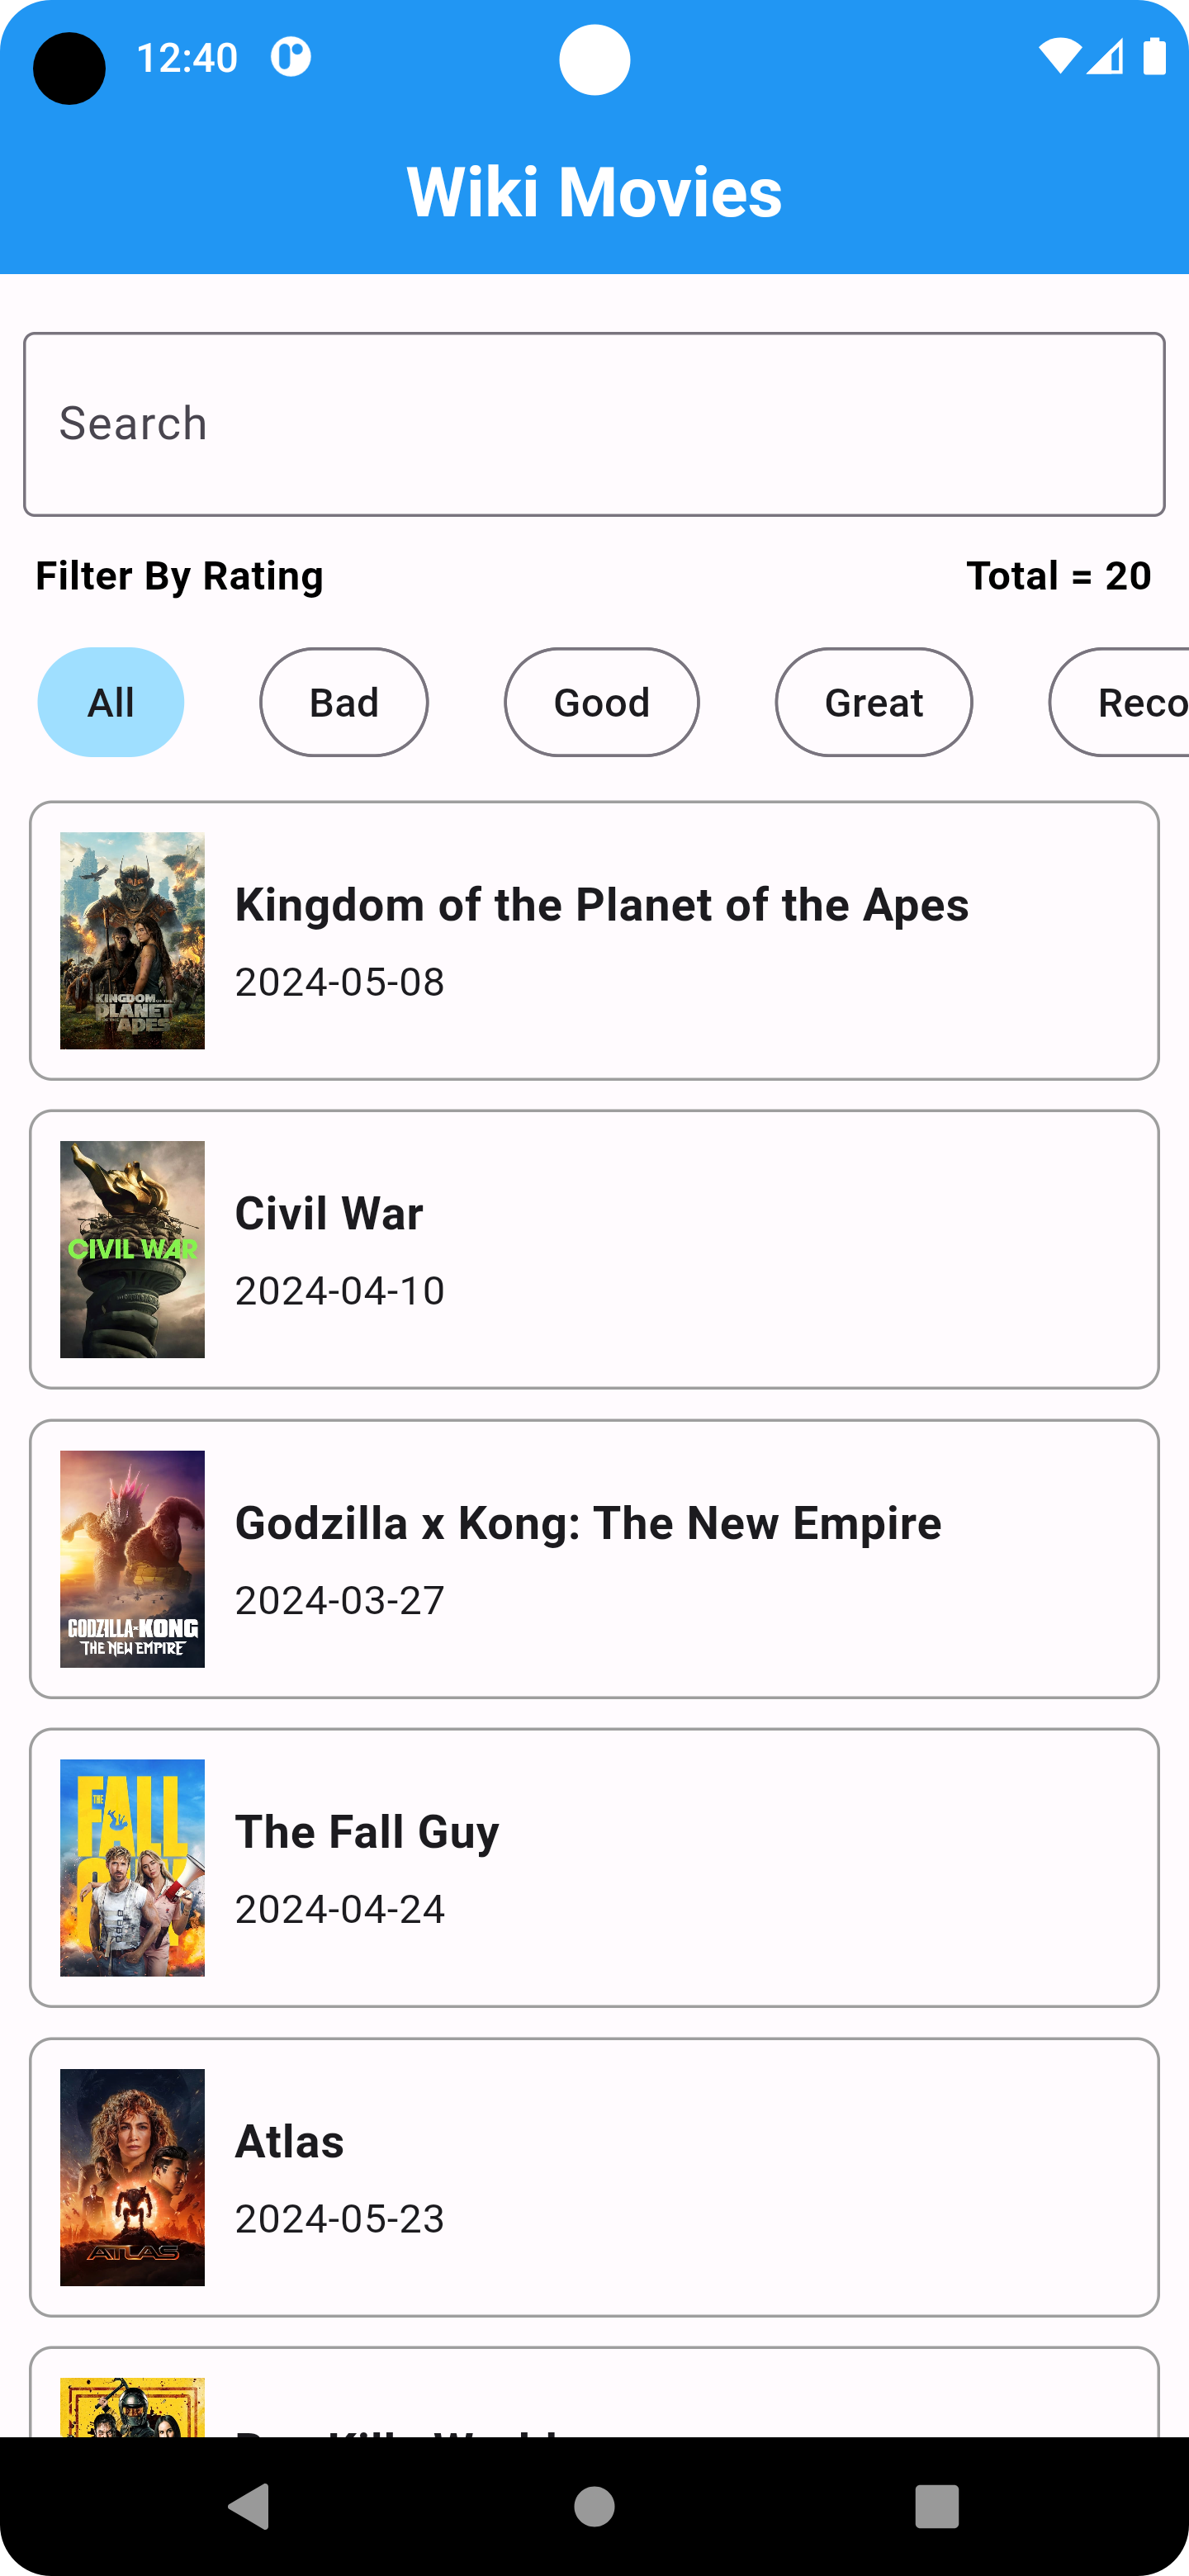 12:40
Wiki Movies
Search
Filter By Rating Total = 20
All Bad Good Great Reco
KINGDOM OF THE
PLANET
OF THE APES
Kingdom of the Planet of the Apes
2024-05-08
CIVIL WAR
Civil War
2024-04-10
GODZILLA x KONG
THE NEW EMPIRE
Godzilla x Kong: The New Empire
2024-03-27
THE
FALL
GUY
The Fall Guy
2024-04-24
ATLAS
Atlas
2024-05-23